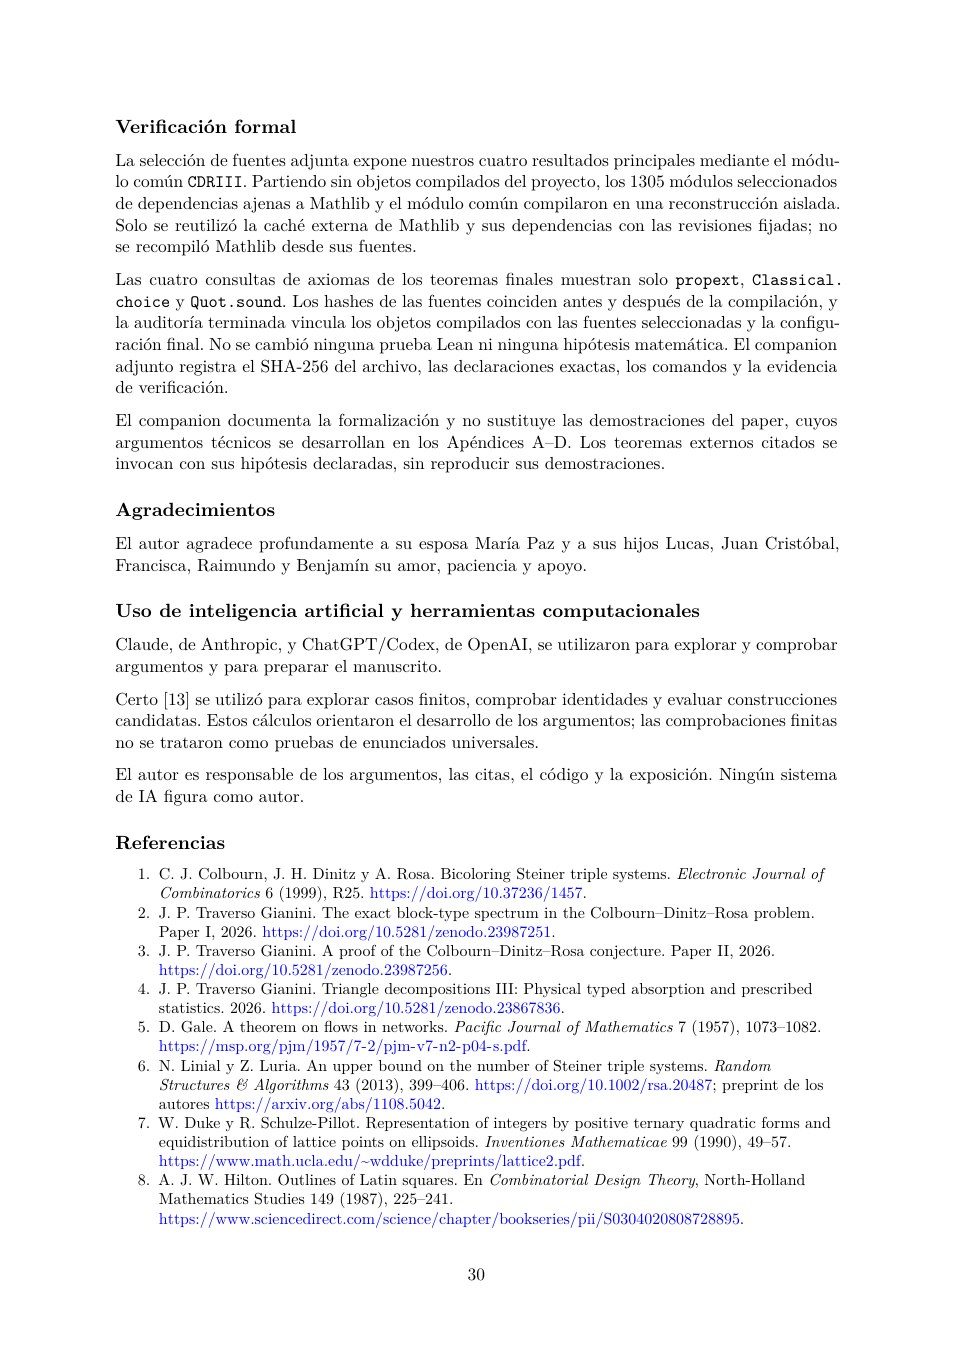 Verificación formal
La selección de fuentes adjunta expone nuestros cuatro resultados principales mediante el módu-
lo común CDRIII. Partiendo sin objetos compilados del proyecto, los 1305 módulos seleccionados
de dependencias ajenas a Mathlib y el módulo común compilaron en una reconstrucción aislada.
Solo se reutilizó la caché externa de Mathlib y sus dependencias con las revisiones fijadas; no
se recompiló Mathlib desde sus fuentes.
Las cuatro consultas de axiomas de los teoremas finales muestran solo propext, Classical.
choice y Quot.sound. Los hashes de las fuentes coinciden antes y después de la compilación, y
la auditoría terminada vincula los objetos compilados con las fuentes seleccionadas y la configu-
ración final. No se cambió ninguna prueba Lean ni ninguna hipótesis matemática. El companion
adjunto registra el SHA-256 del archivo, las declaraciones exactas, los comandos y la evidencia
de verificación.
El companion documenta la formalización y no sustituye las demostraciones del paper, cuyos
argumentos técnicos se desarrollan en los Apéndices A–D. Los teoremas externos citados se
invocan con sus hipótesis declaradas, sin reproducir sus demostraciones.
Agradecimientos
El autor agradece profundamente a su esposa María Paz y a sus hijos Lucas, Juan Cristóbal,
Francisca, Raimundo y Benjamín su amor, paciencia y apoyo.
Uso de inteligencia artificial y herramientas computacionales
Claude, de Anthropic, y ChatGPT/Codex, de OpenAI, se utilizaron para explorar y comprobar
argumentos y para preparar el manuscrito.
Certo [13] se utilizó para explorar casos finitos, comprobar identidades y evaluar construcciones
candidatas. Estos cálculos orientaron el desarrollo de los argumentos; las comprobaciones finitas
no se trataron como pruebas de enunciados universales.
El autor es responsable de los argumentos, las citas, el código y la exposición. Ningún sistema
de IA figura como autor.
Referencias
1. C. J. Colbourn, J. H. Dinitz y A. Rosa. Bicoloring Steiner triple systems. Electronic Journal of
Combinatorics 6 (1999), R25. https://doi.org/10.37236/1457.
2. J. P. Traverso Gianini. The exact block-type spectrum in the Colbourn–Dinitz–Rosa problem.
Paper I, 2026. https://doi.org/10.5281/zenodo.23987251.
3. J. P. Traverso Gianini. A proof of the Colbourn–Dinitz–Rosa conjecture. Paper II, 2026.
https://doi.org/10.5281/zenodo.23987256.
4. J. P. Traverso Gianini. Triangle decompositions III: Physical typed absorption and prescribed
statistics. 2026. https://doi.org/10.5281/zenodo.23867836.
5. D. Gale. A theorem on flows in networks. Pacific Journal of Mathematics 7 (1957), 1073–1082.
https://msp.org/pjm/1957/7-2/pjm-v7-n2-p04-s.pdf.
6. N. Linial y Z. Luria. An upper bound on the number of Steiner triple systems. Random
Structures & Algorithms 43 (2013), 399–406. https://doi.org/10.1002/rsa.20487; preprint de los
autores https://arxiv.org/abs/1108.5042.
7. W. Duke y R. Schulze-Pillot. Representation of integers by positive ternary quadratic forms and
equidistribution of lattice points on ellipsoids. Inventiones Mathematicae 99 (1990), 49–57.
https://www.math.ucla.edu/~wdduke/preprints/lattice2.pdf.
8. A. J. W. Hilton. Outlines of Latin squares. En Combinatorial Design Theory, North-Holland
Mathematics Studies 149 (1987), 225–241.
https://www.sciencedirect.com/science/chapter/bookseries/pii/S0304020808728895.
30